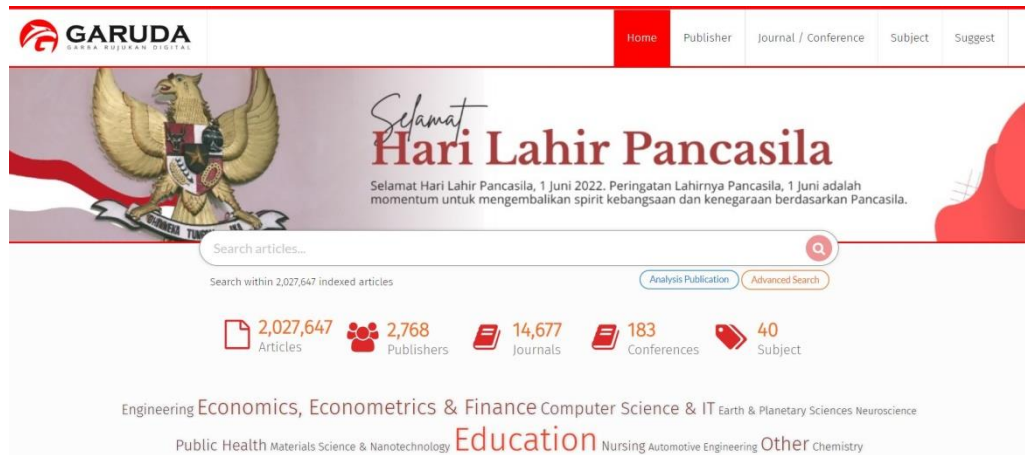 GARUDA
GARBA RUJUKAN DIGITAL
Home Publisher Journal / Conference Subject Suggest
Selamat
Hari Lahir Pancasila
Selamat Hari Lahir Pancasila, 1 Juni 2022. Peringatan Lahirnya Pancasila, 1 Juni adalah
momentum untuk mengembalikan spirit kebangsaan dan kenegaraan berdasarkan Pancasila.
Search articles...
Search within 2,027,647 indexed articles
Analysis Publication Advanced Search
2,027,647 2,768 14,677 183 40
Articles Publishers Journals Conferences Subject
Engineering Economics, Econometrics & Finance Computer Science & IT Earth & Planetary Sciences Neuroscience
Public Health Materials Science & Nanotechnology Education Nursing Automotive Engineering Other Chemistry